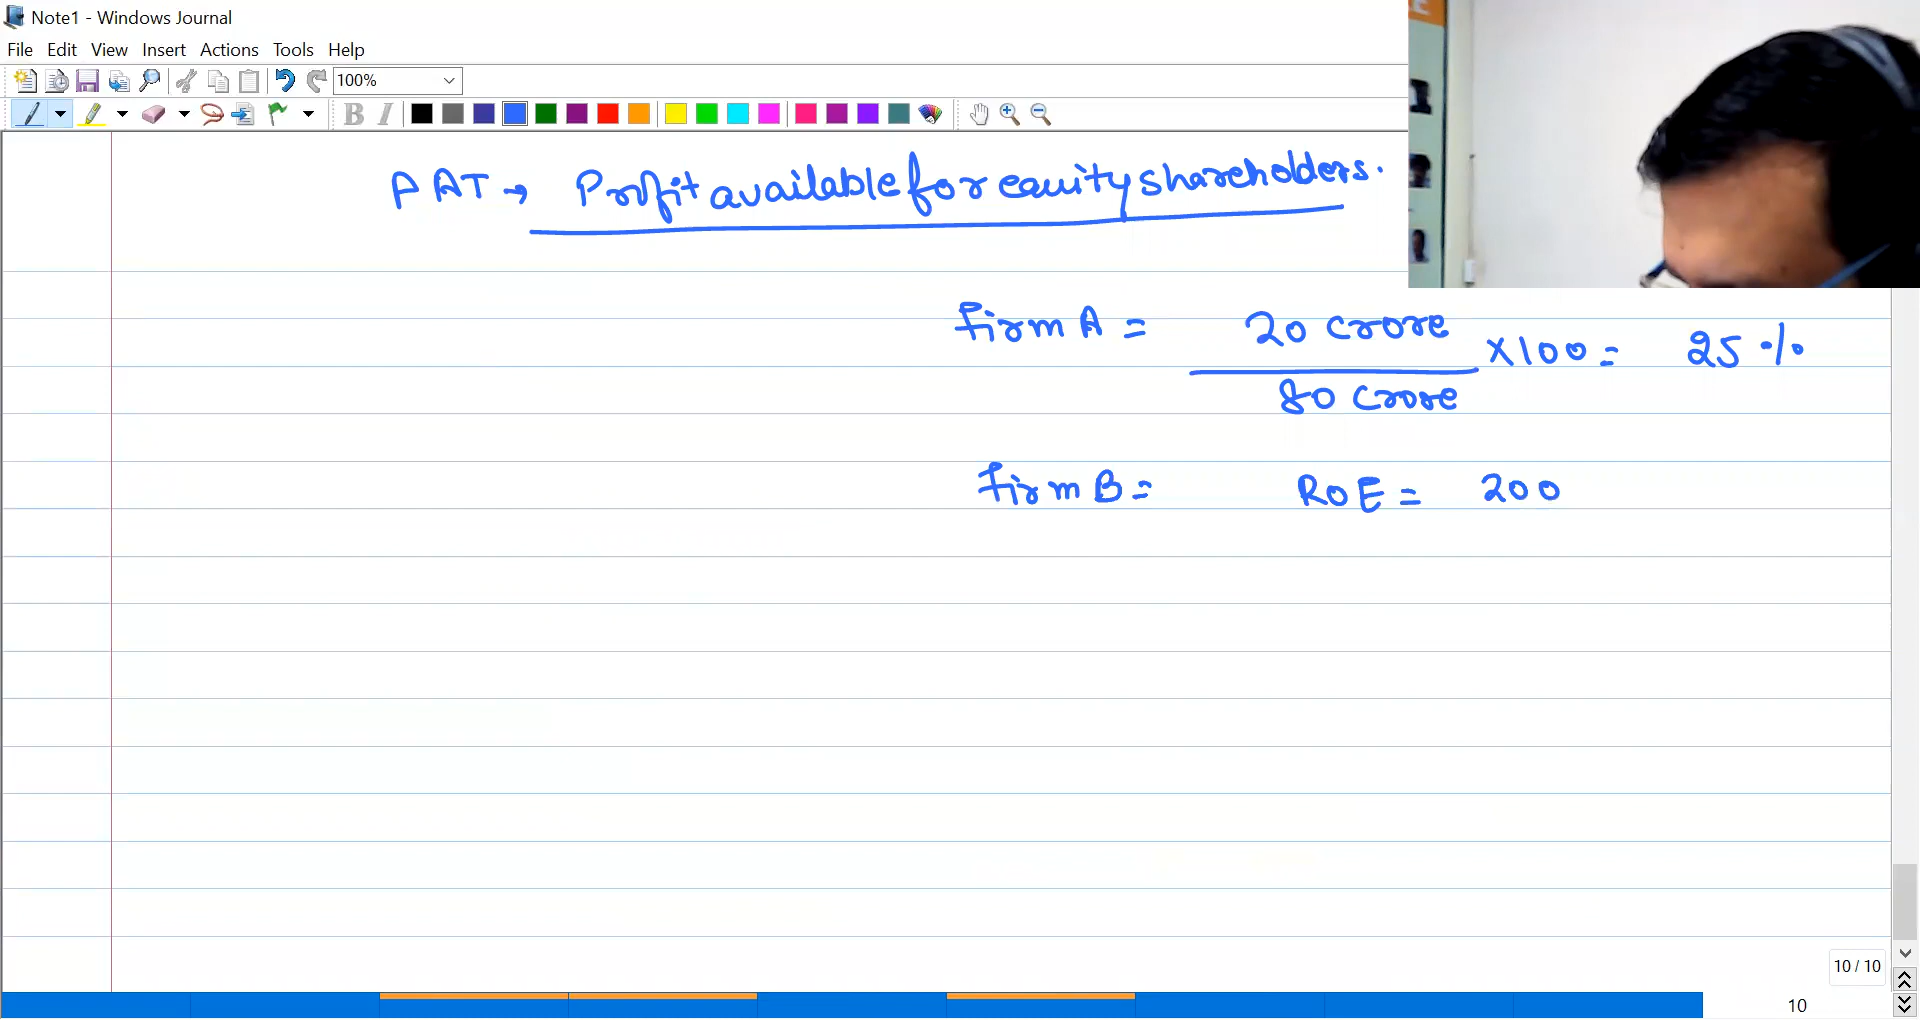 Note1 - Windows Journal
File Edit View Insert Actions Tools Help
100%
B I
PAT → Profit available for equity shareholders.
Firm A = 20 crore
×100 = 25 %
80 crore
Firm B = ROE = 200
10 / 10
10